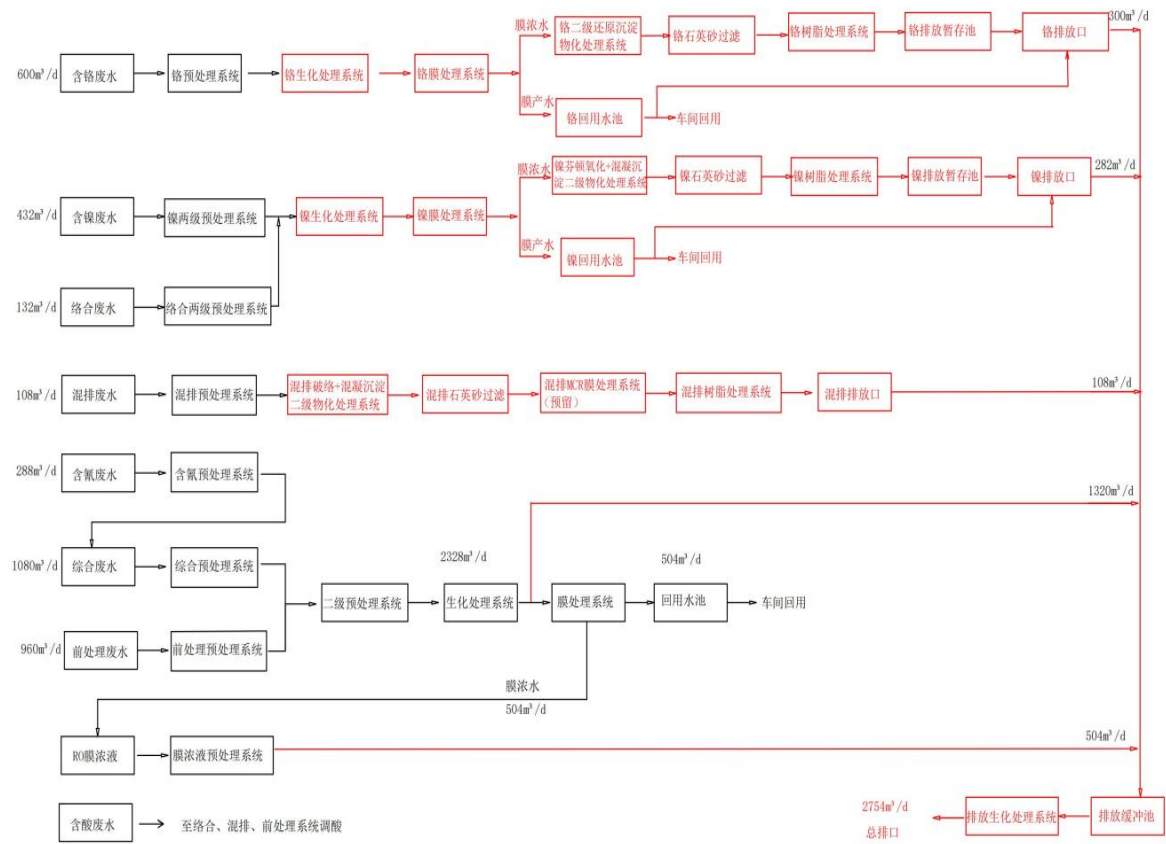 600m³/d
含铬废水
铬预处理系统
铬生化处理系统
铬膜处理系统
膜浓水
铬二级还原沉淀
物化处理系统
铬石英砂过滤
铬树脂处理系统
铬排放暂存池
铬排放口
300m³/d
膜产水
铬回用水池
车间回用
432m³/d
含镍废水
镍两级预处理系统
镍生化处理系统
镍膜处理系统
膜浓水
镍芬顿氧化+混凝沉
淀二级物化处理系统
镍石英砂过滤
镍树脂处理系统
镍排放暂存池
镍排放口
282m³/d
膜产水
镍回用水池
车间回用
132m³/d
络合废水
络合两级预处理系统
108m³/d
混排废水
混排预处理系统
混排破络+混凝沉淀
二级物化处理系统
混排石英砂过滤
混排MCR膜处理系统
（预留）
混排树脂处理系统
混排排放口
108m³/d
288m³/d
含氰废水
含氰预处理系统
1320m³/d
1080m³/d
综合废水
综合预处理系统
2328m³/d
504m³/d
二级预处理系统
生化处理系统
膜处理系统
回用水池
车间回用
960m³/d
前处理废水
前处理预处理系统
膜浓水
504m³/d
RO膜浓液
膜浓液预处理系统
504m³/d
含酸废水
至络合、混排、前处理系统调酸
2754m³/d
总排口
排放生化处理系统
排放缓冲池